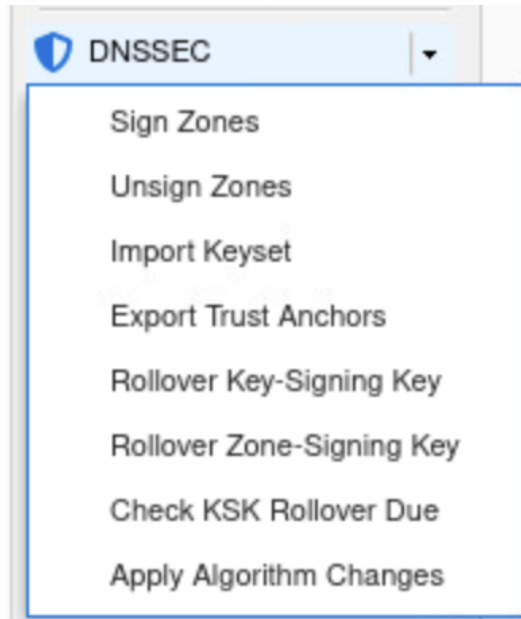 DNSSEC
Sign Zones
Unsign Zones
Import Keyset
Export Trust Anchors
Rollover Key-Signing Key
Rollover Zone-Signing Key
Check KSK Rollover Due
Apply Algorithm Changes